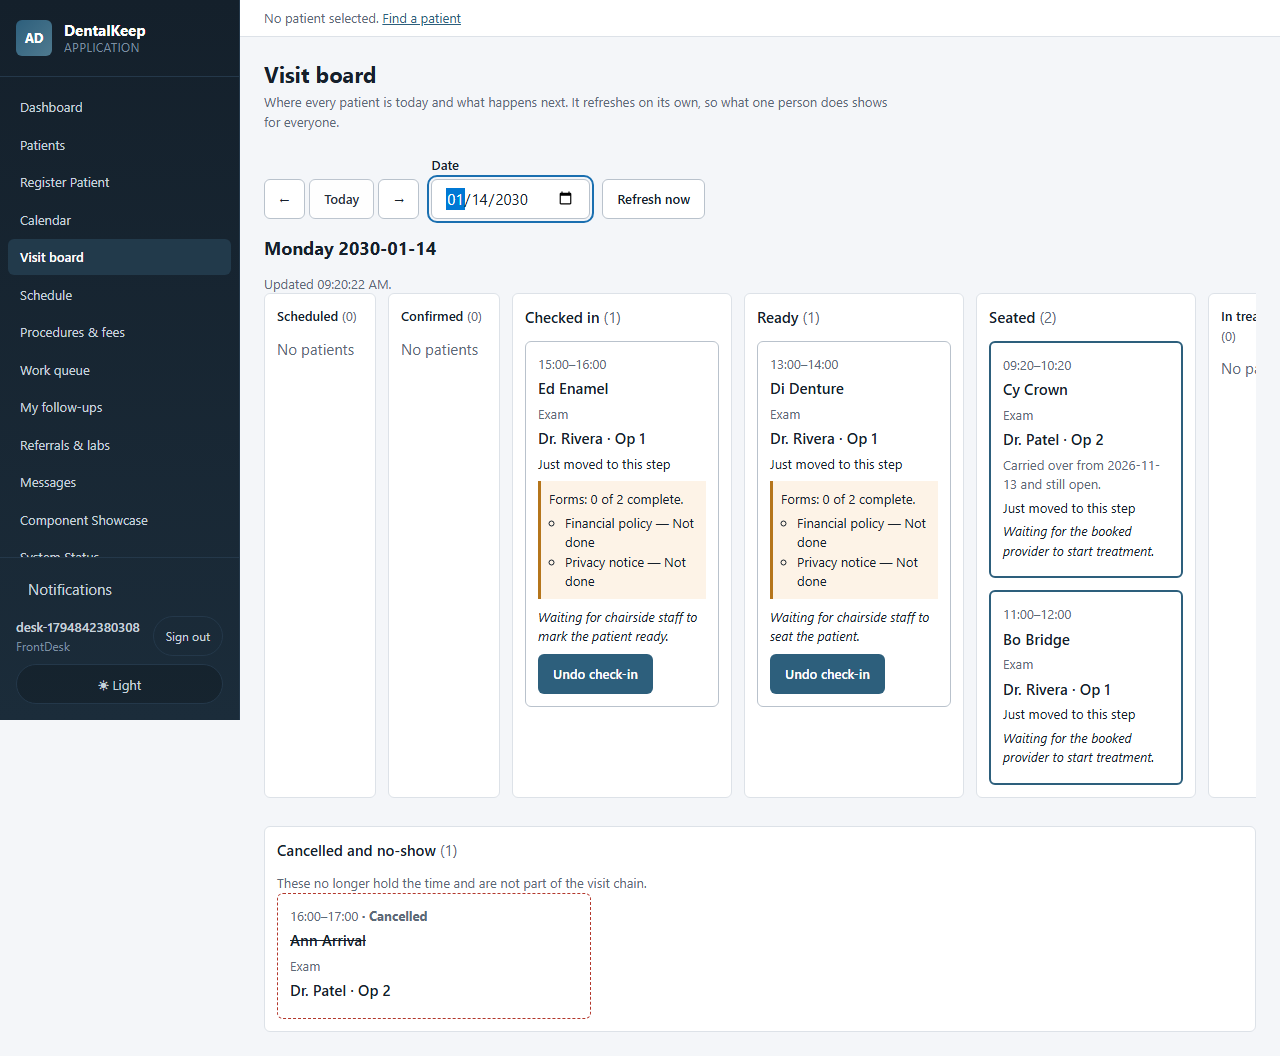 AD
DentalKeep
APPLICATION
Dashboard
Patients
Register Patient
Calendar
Visit board
Schedule
Procedures & fees
Work queue
My follow-ups
Referrals & labs
Messages
Component Showcase
System Status
Notifications
desk-1794842380308
FrontDesk
Sign out
☀ Light
No patient selected. Find a patient
Visit board
Where every patient is today and what happens next. It refreshes on its own, so what one person does shows
for everyone.
Date
←
Today
→
01/14/2030
Refresh now
Monday 2030-01-14
Updated 09:20:22 AM.
Scheduled (0)
No patients
Confirmed (0)
No patients
Checked in (1)
15:00–16:00
Ed Enamel
Exam
Dr. Rivera · Op 1
Just moved to this step
Forms: 0 of 2 complete.
Financial policy — Not
done
Privacy notice — Not
done
Waiting for chairside staff to
mark the patient ready.
Undo check-in
Ready (1)
13:00–14:00
Di Denture
Exam
Dr. Rivera · Op 1
Just moved to this step
Forms: 0 of 2 complete.
Financial policy — Not
done
Privacy notice — Not
done
Waiting for chairside staff to
seat the patient.
Undo check-in
Seated (2)
09:20–10:20
Cy Crown
Exam
Dr. Patel · Op 2
Carried over from 2026-11-
13 and still open.
Just moved to this step
Waiting for the booked
provider to start treatment.
11:00–12:00
Bo Bridge
Exam
Dr. Rivera · Op 1
Just moved to this step
Waiting for the booked
provider to start treatment.
In trea
(0)
No pa
Cancelled and no-show (1)
These no longer hold the time and are not part of the visit chain.
16:00–17:00 · Cancelled
Ann Arrival
Exam
Dr. Patel · Op 2